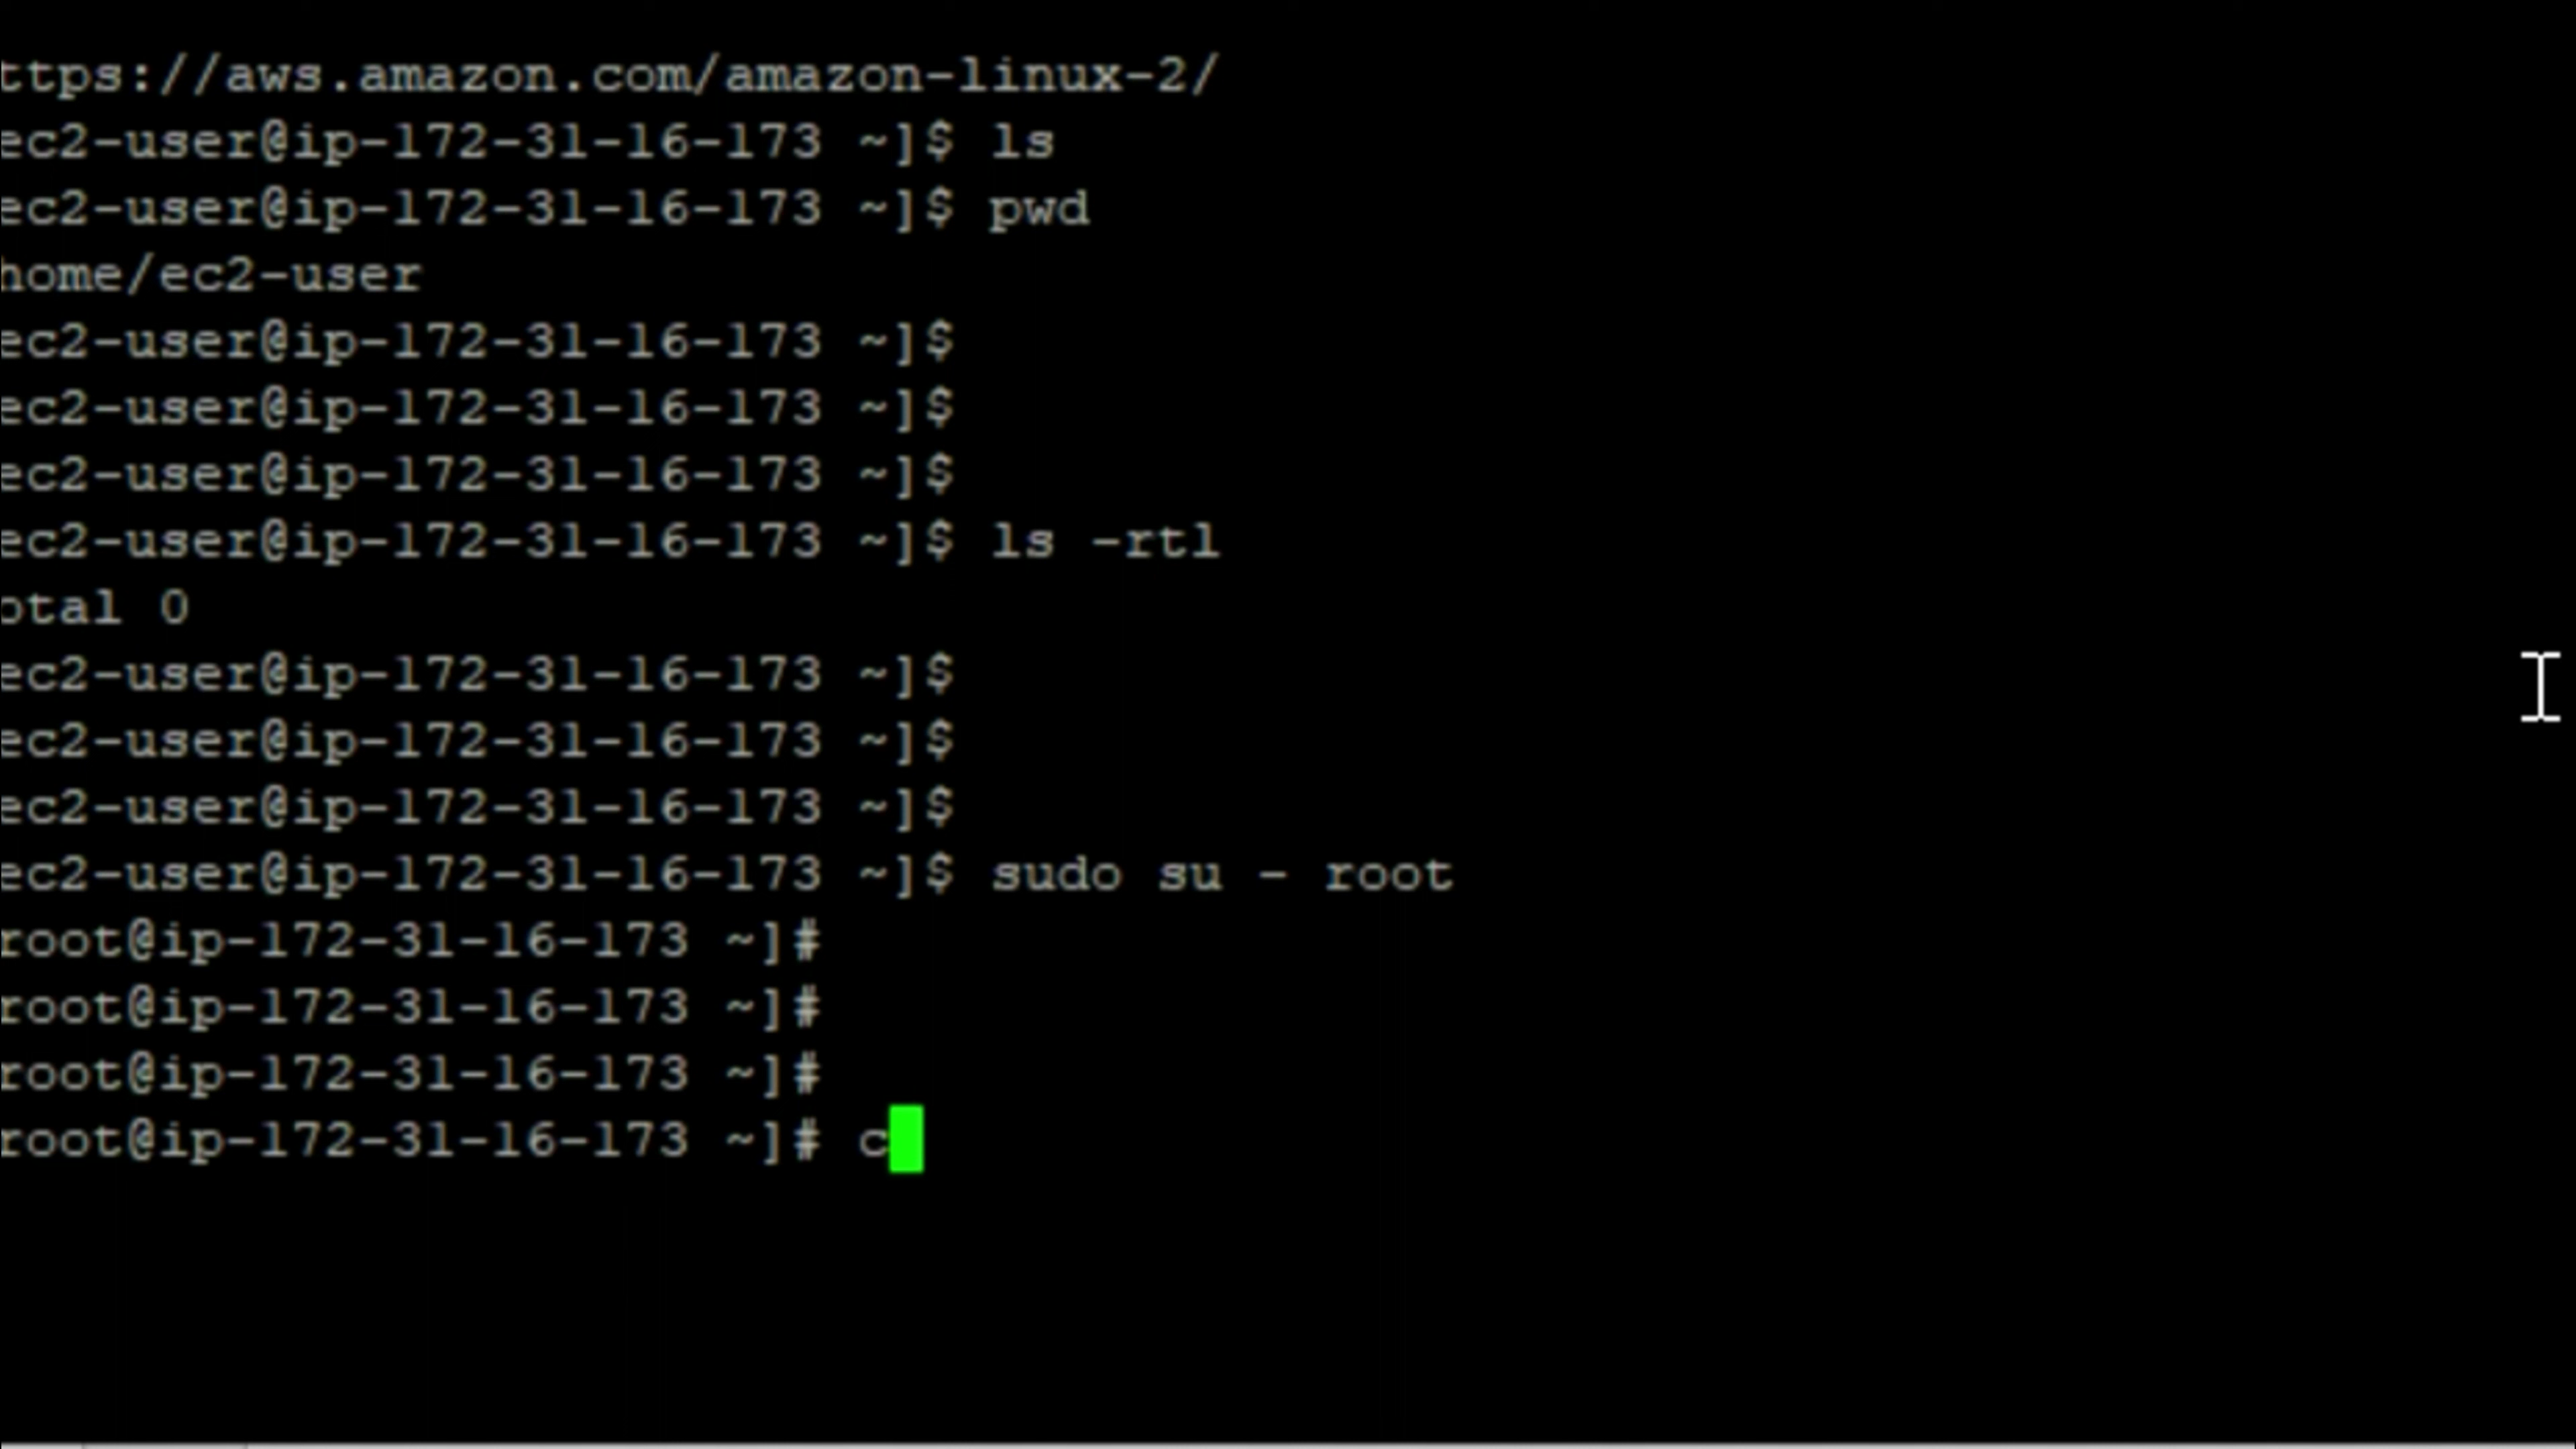 ttps://aws.amazon.com/amazon-linux-2/
ec2-user@ip-172-31-16-173 ~]$ ls
ec2-user@ip-172-31-16-173 ~]$ pwd
home/ec2-user
ec2-user@ip-172-31-16-173 ~]$
ec2-user@ip-172-31-16-173 ~]$
ec2-user@ip-172-31-16-173 ~]$
ec2-user@ip-172-31-16-173 ~]$ ls -rtl
otal 0
ec2-user@ip-172-31-16-173 ~]$
ec2-user@ip-172-31-16-173 ~]$
ec2-user@ip-172-31-16-173 ~]$
ec2-user@ip-172-31-16-173 ~]$ sudo su - root
root@ip-172-31-16-173 ~]#
root@ip-172-31-16-173 ~]#
root@ip-172-31-16-173 ~]#
root@ip-172-31-16-173 ~]# c